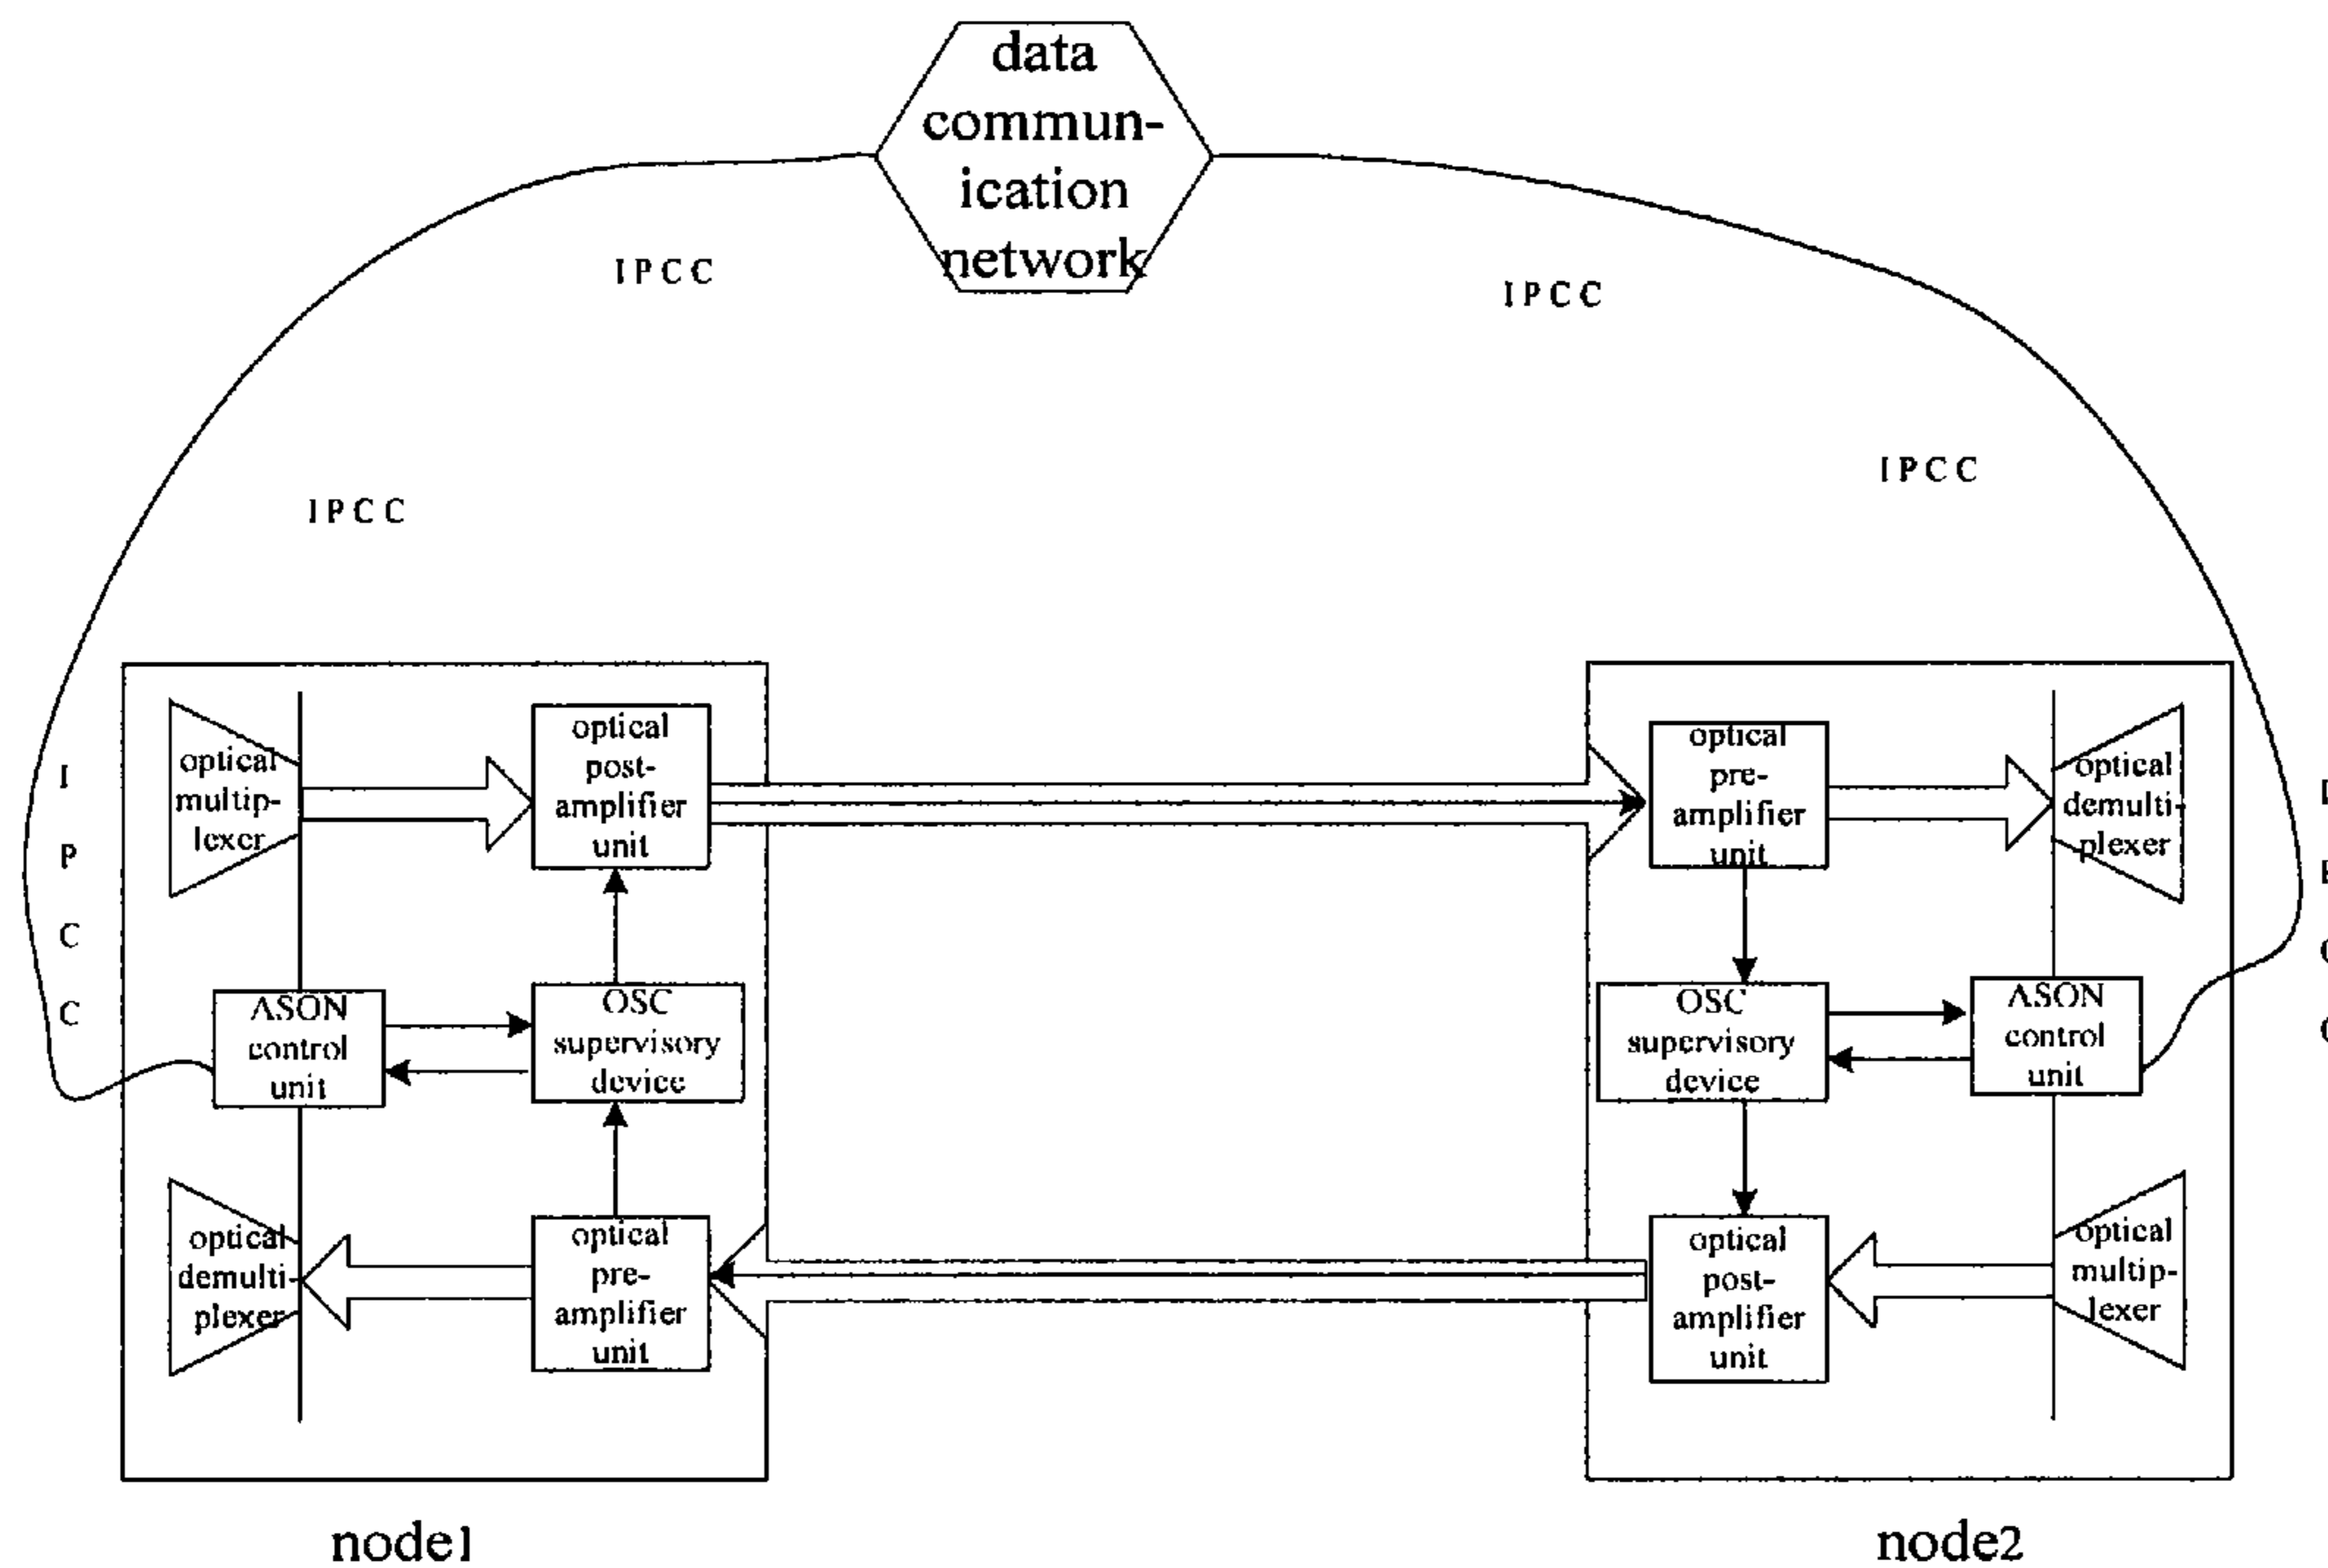 data
commun-
ication
network
IPCC
IPCC
IPCC
IPCC
I
P
C
C
optical
multip-
lexer
optical
post-
amplifier
unit
ASON
control
unit
OSC
supervisory
device
optical
demulti-
plexer
optical
pre-
amplifier
unit
node1
optical
pre-
amplifier
unit
optical
demulti-
plexer
OSC
supervisory
device
ASON
control
unit
optical
post-
amplifier
unit
optical
multip-
lexer
node2